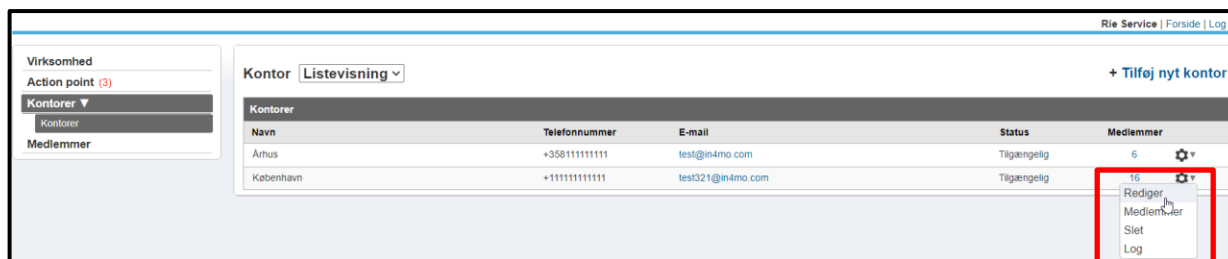 Rie Service | Forside | Log
Virksomhed
Action point (3)
Kontorer ▼
Kontorer
Medlemmer
Kontor Listevisning
+ Tilføj nyt kontor
Kontorer
Navn Telefonnummer E-mail Status Medlemmer
Århus +358111111111 test@in4mo.com Tilgængelig 6
København +111111111111 test321@in4mo.com Tilgængelig 16
Rediger
Medlemmer
Slet
Log